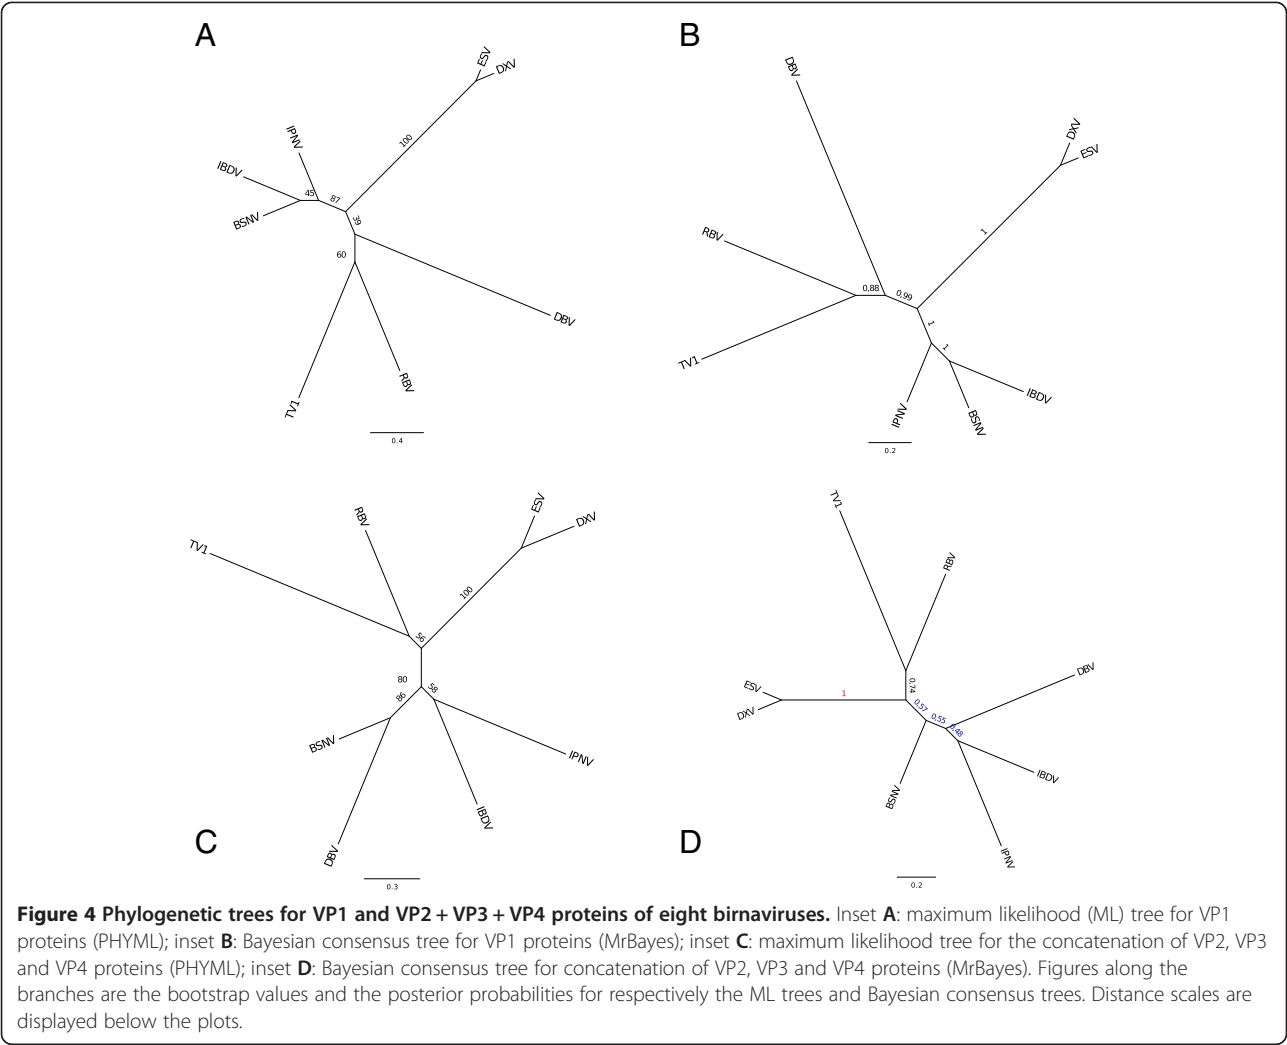 A
ESV
DXV
100
IPNV
IBDV
45
87
BSNV
39
60
DBV
RBV
TV1
0.4
B
DBV
DXV
ESV
1
RBV
0,88
0,99
TV1
1
1
IBDV
IPNV
BSNV
0.2
C
RBV
ESV
DXV
TV1
100
56
80
86
58
BSNV
IPNV
IBDV
DBV
0.3
D
TV1
RBV
DBV
ESV
0,74
1
DXV
0,57
0,55
0,48
IBDV
BSNV
IPNV
0.2
Figure 4 Phylogenetic trees for VP1 and VP2 + VP3 + VP4 proteins of eight birnaviruses. Inset A: maximum likelihood (ML) tree for VP1
proteins (PHYML); inset B: Bayesian consensus tree for VP1 proteins (MrBayes); inset C: maximum likelihood tree for the concatenation of VP2, VP3
and VP4 proteins (PHYML); inset D: Bayesian consensus tree for concatenation of VP2, VP3 and VP4 proteins (MrBayes). Figures along the
branches are the bootstrap values and the posterior probabilities for respectively the ML trees and Bayesian consensus trees. Distance scales are
displayed below the plots.